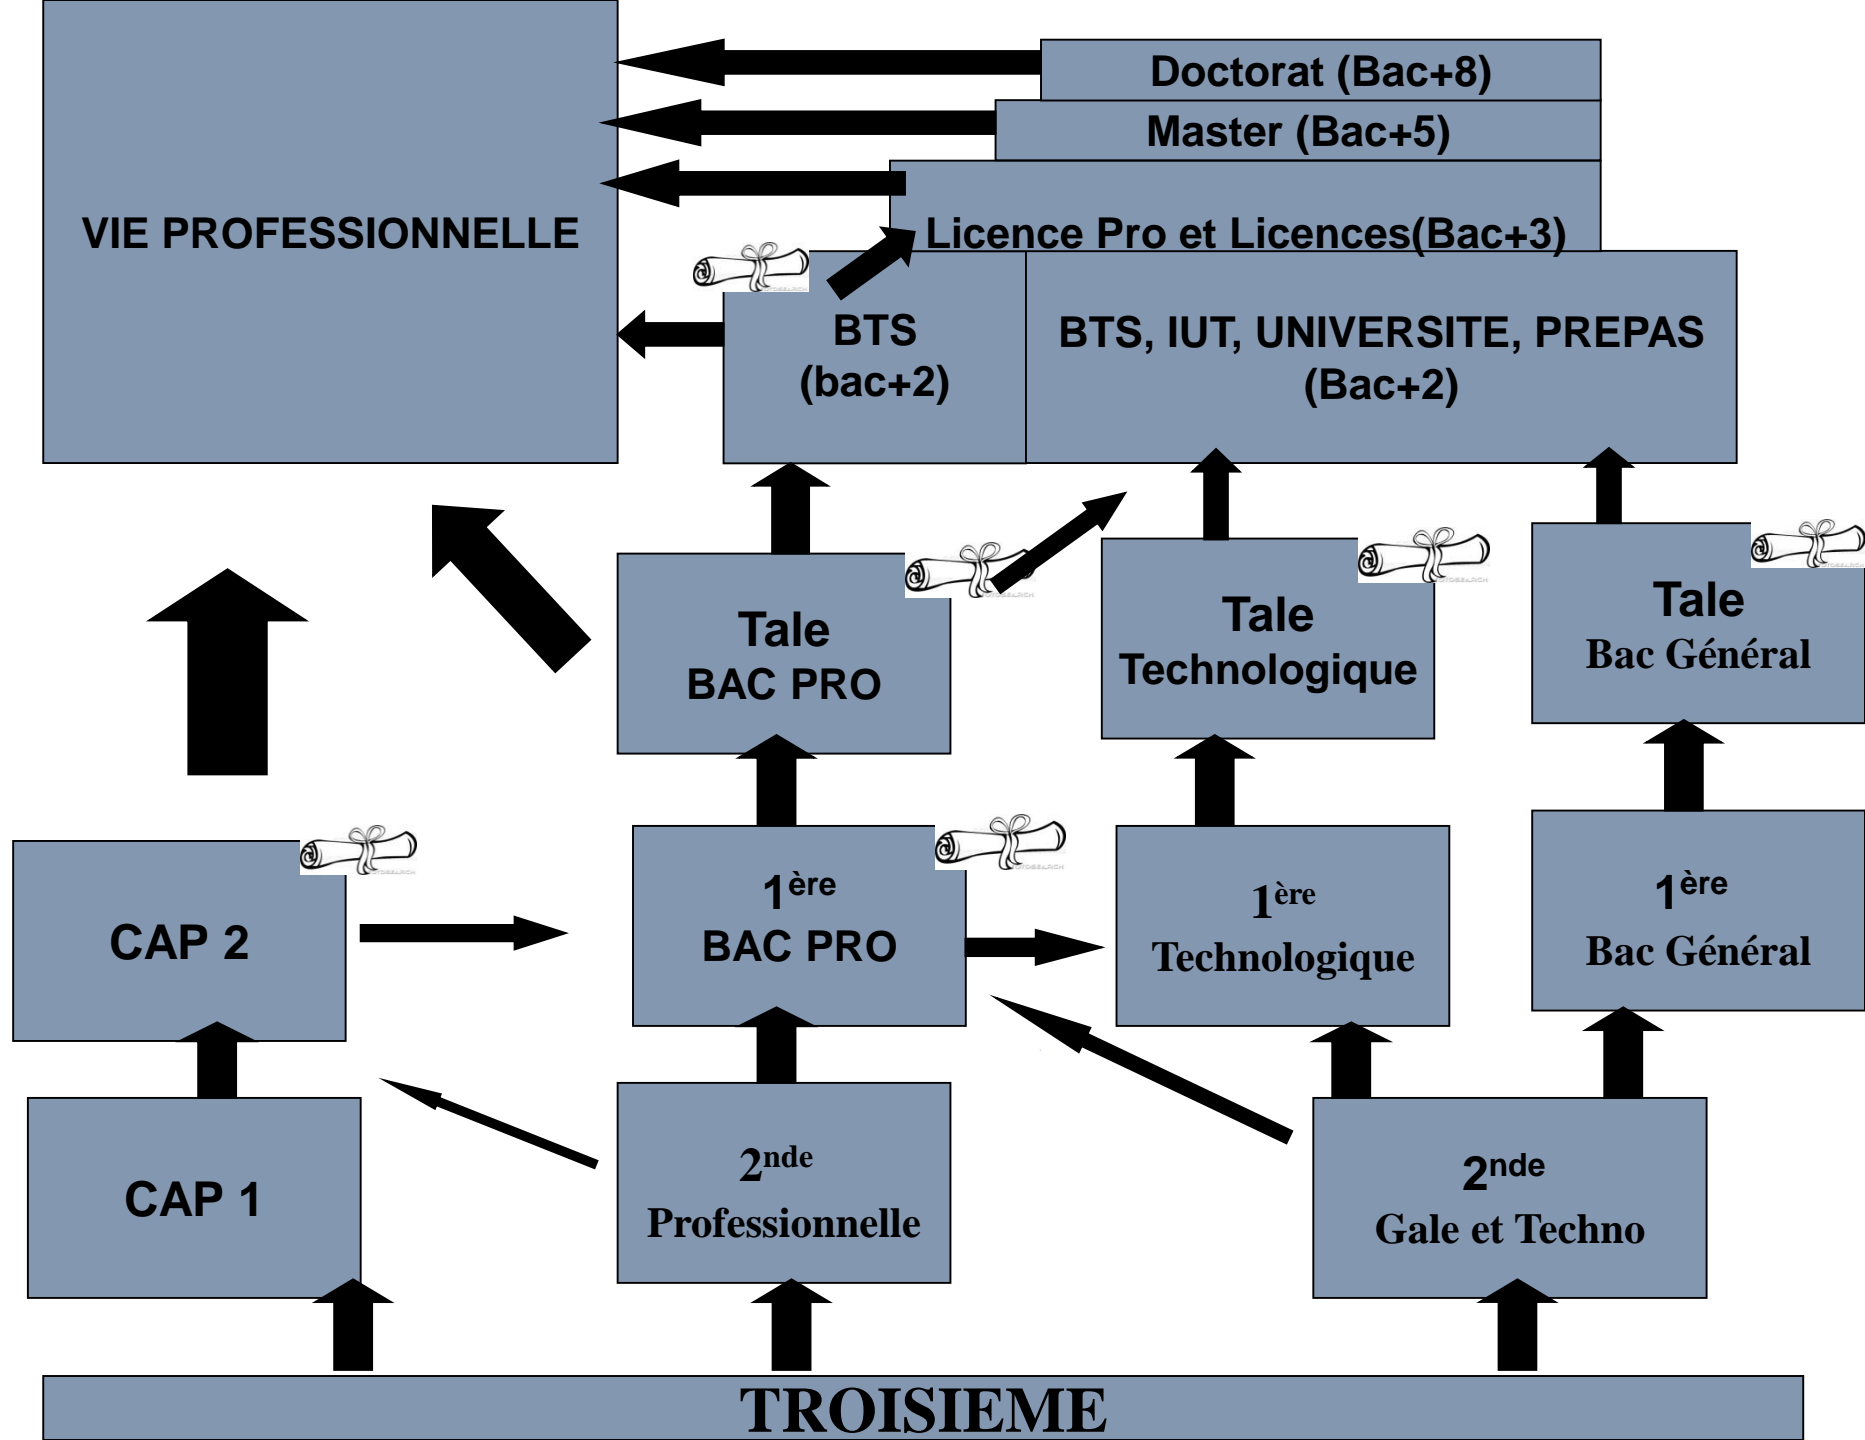 Doctorat (Bac+8)
Master (Bac+5)
VIE PROFESSIONNELLE
Licence Pro et Licences(Bac+3)
BTS
(bac+2)
BTS, IUT, UNIVERSITE, PREPAS
(Bac+2)
Tale
BAC PRO
Tale
Technologique
Tale
Bac Général
CAP 2
1ère
BAC PRO
1ère
Technologique
1ère
Bac Général
CAP 1
2nde
Professionnelle
2nde
Gale et Techno
TROISIEME